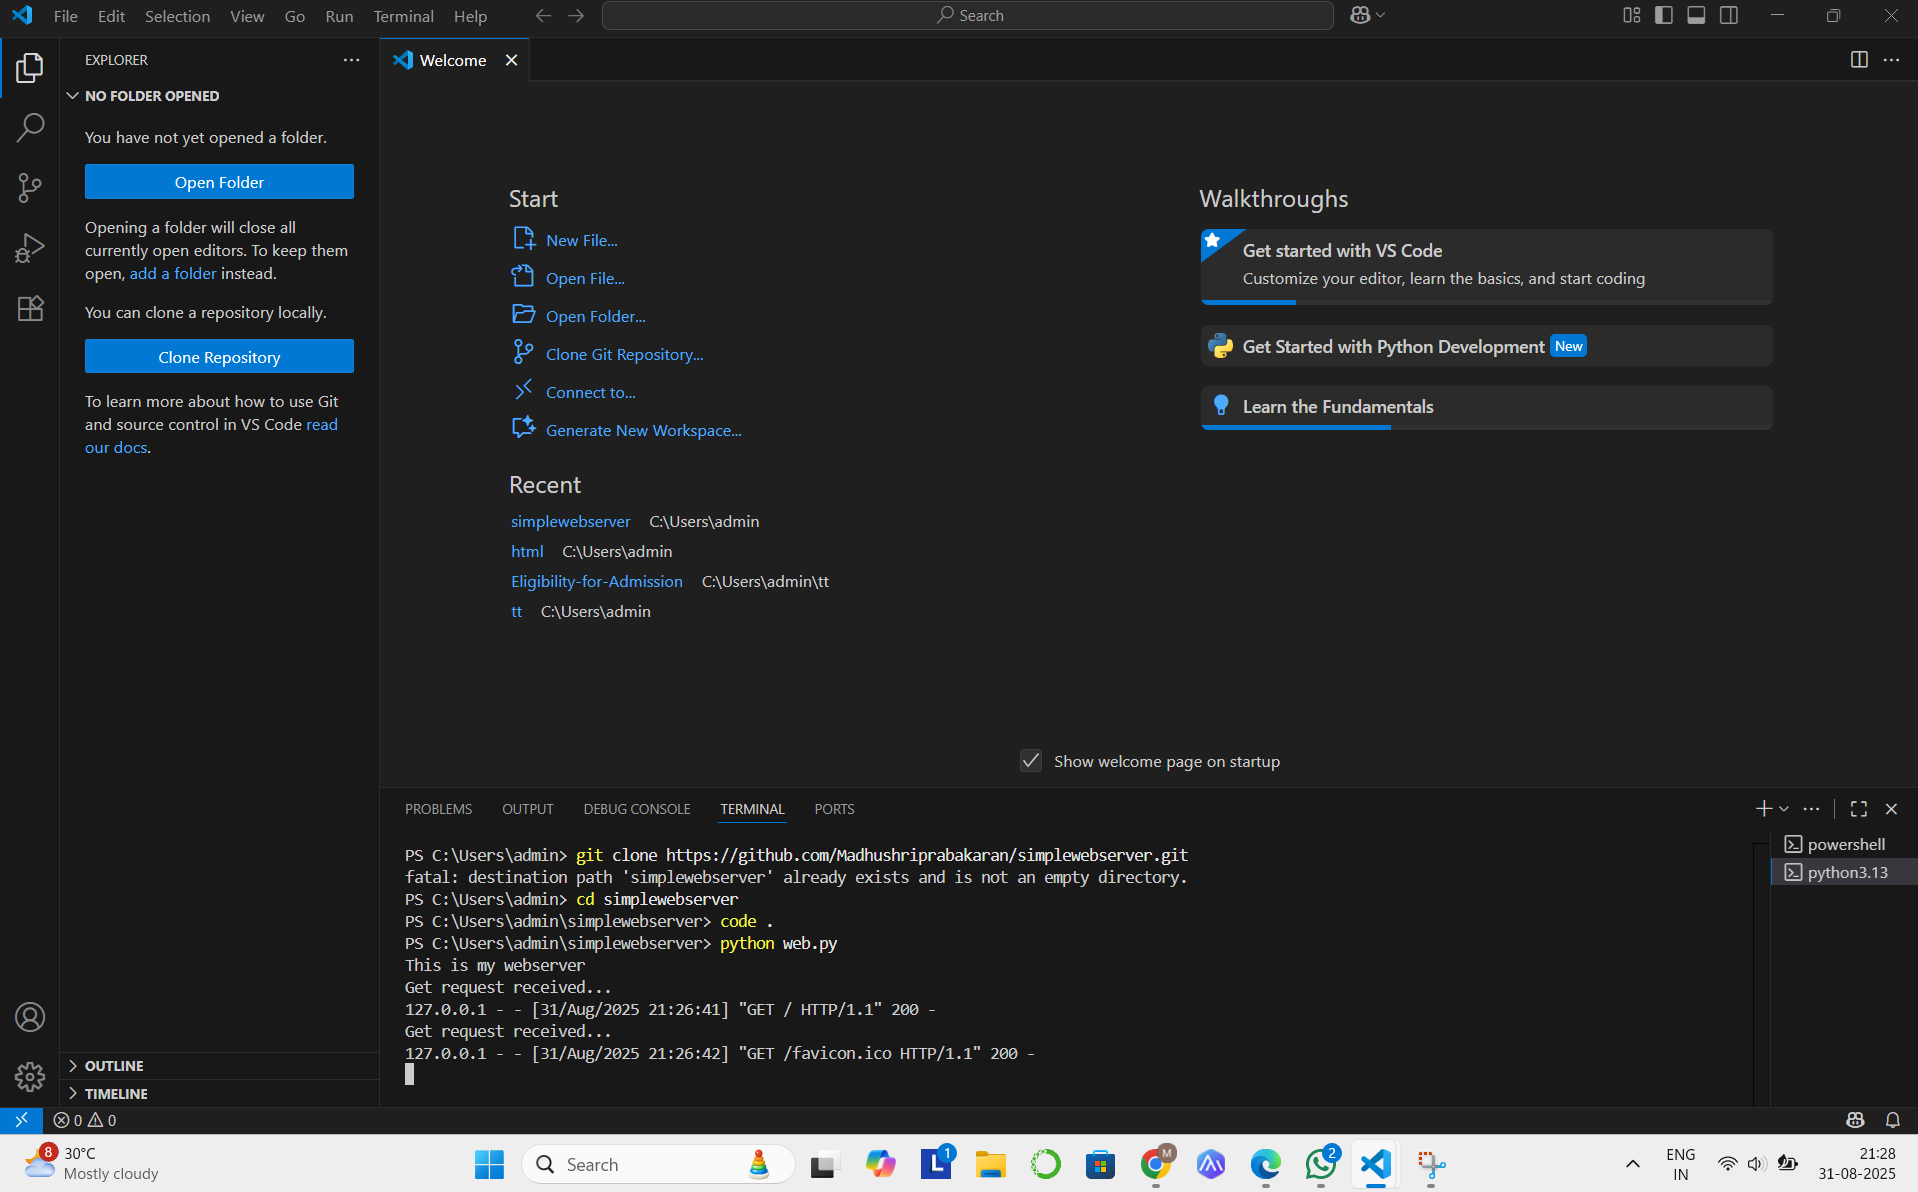 File Edit Selection View Go Run Terminal Help
Search
EXPLORER
Welcome
NO FOLDER OPENED
You have not yet opened a folder.
Open Folder
Opening a folder will close all
currently open editors. To keep them
open, add a folder instead.
You can clone a repository locally.
Clone Repository
To learn more about how to use Git
and source control in VS Code read
our docs.
OUTLINE
TIMELINE
Start
New File...
Open File...
Open Folder...
Clone Git Repository...
Connect to...
Generate New Workspace...
Recent
simplewebserver C:\Users\admin
html C:\Users\admin
Eligibility-for-Admission C:\Users\admin\tt
tt C:\Users\admin
Walkthroughs
Get started with VS Code
Customize your editor, learn the basics, and start coding
Get Started with Python Development New
Learn the Fundamentals
Show welcome page on startup
PROBLEMS OUTPUT DEBUG CONSOLE TERMINAL PORTS
PS C:\Users\admin> git clone https://github.com/Madhushriprabakaran/simplewebserver.git
fatal: destination path 'simplewebserver' already exists and is not an empty directory.
PS C:\Users\admin> cd simplewebserver
PS C:\Users\admin\simplewebserver> code .
PS C:\Users\admin\simplewebserver> python web.py
This is my webserver
Get request received...
127.0.0.1 - - [31/Aug/2025 21:26:41] "GET / HTTP/1.1" 200 -
Get request received...
127.0.0.1 - - [31/Aug/2025 21:26:42] "GET /favicon.ico HTTP/1.1" 200 -
powershell
python3.13
0 0
8
30°C
Mostly cloudy
Search
L 1
M
2
ENG
IN
21:28
31-08-2025